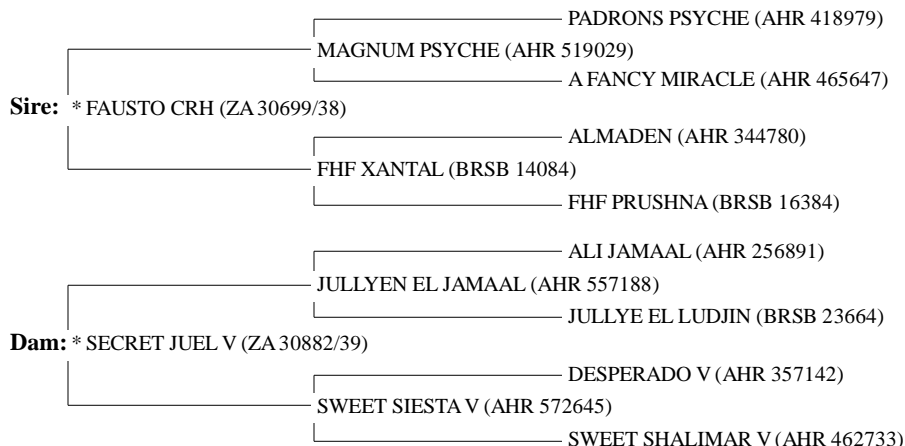 PADRONS PSYCHE (AHR 418979)
MAGNUM PSYCHE (AHR 519029)
A FANCY MIRACLE (AHR 465647)
Sire: * FAUSTO CRH (ZA 30699/38)
ALMADEN (AHR 344780)
FHF XANTAL (BRSB 14084)
FHF PRUSHNA (BRSB 16384)
ALI JAMAAL (AHR 256891)
JULLYEN EL JAMAAL (AHR 557188)
JULLYE EL LUDJIN (BRSB 23664)
Dam: * SECRET JUEL V (ZA 30882/39)
DESPERADO V (AHR 357142)
SWEET SIESTA V (AHR 572645)
SWEET SHALIMAR V (AHR 462733)